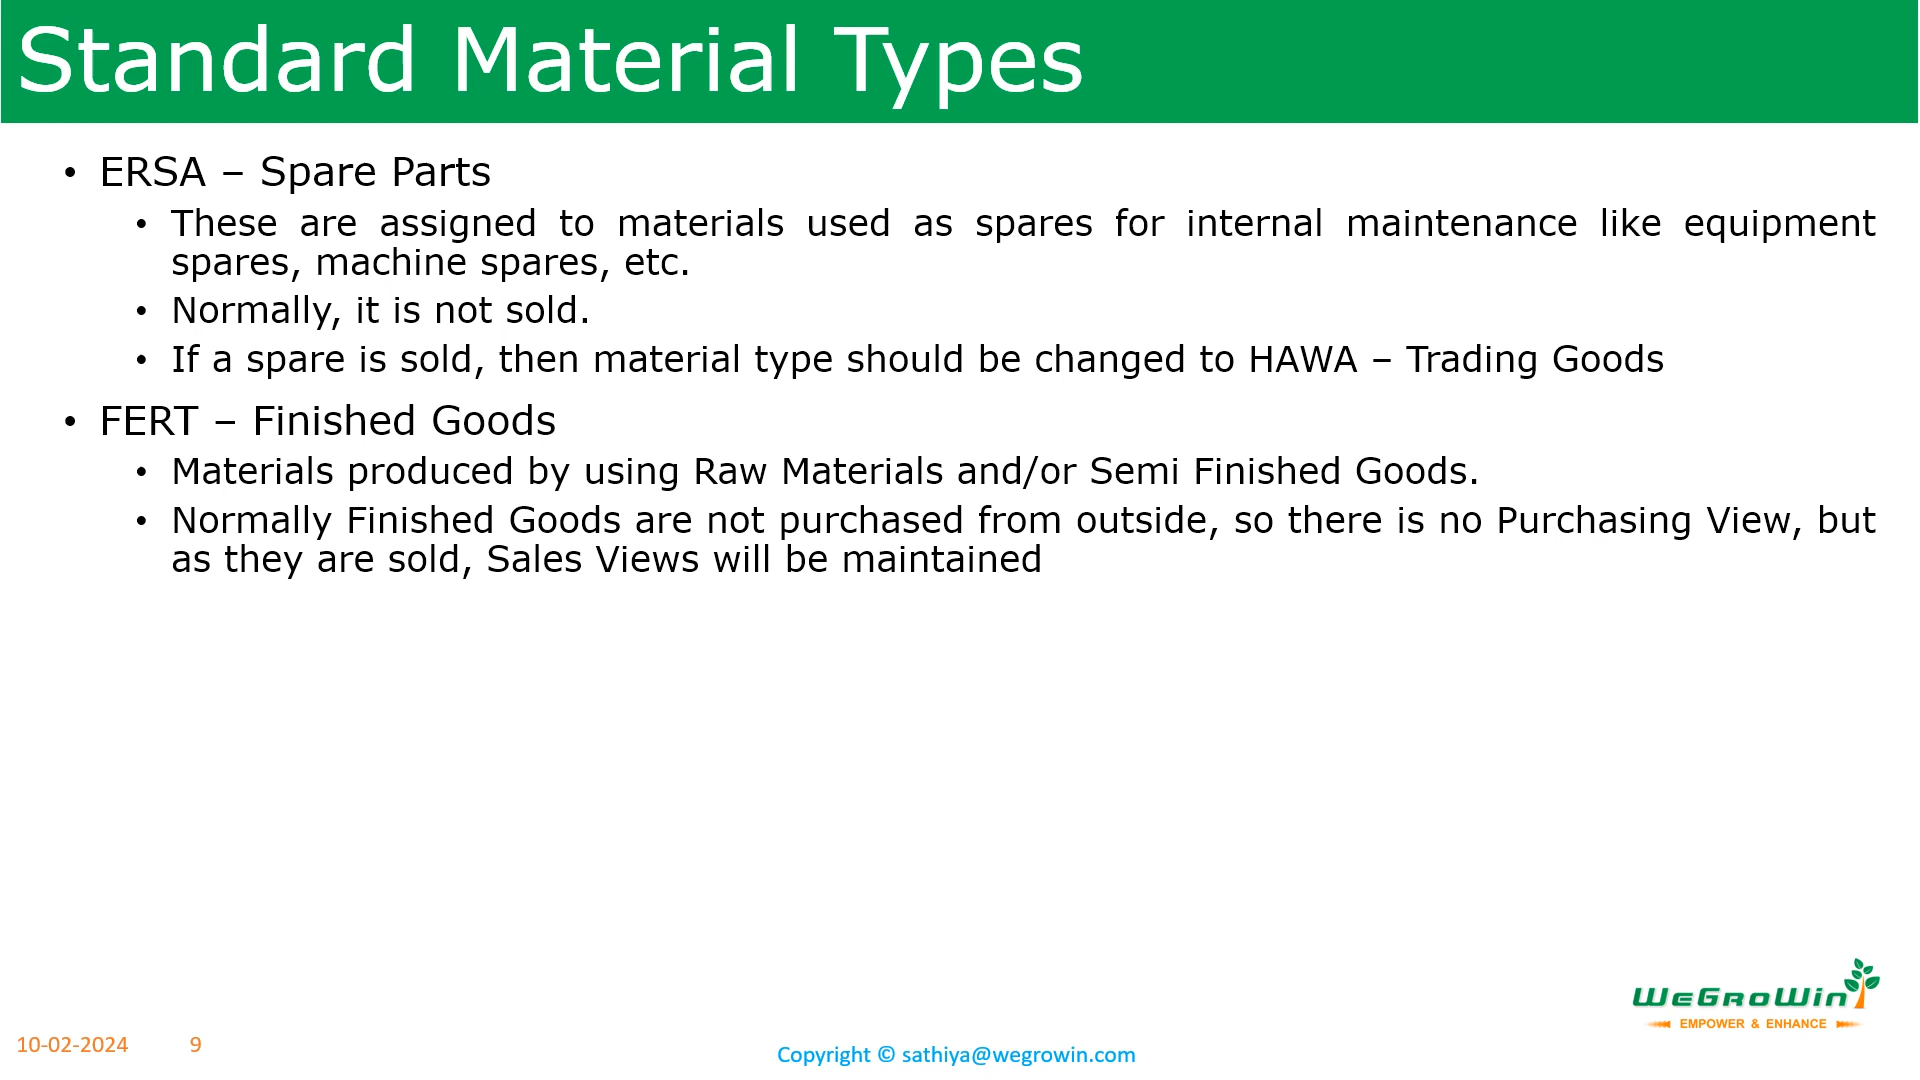 Standard Material Types
• ERSA – Spare Parts
• These are assigned to materials used as spares for internal maintenance like equipment
spares, machine spares, etc.
• Normally, it is not sold.
• If a spare is sold, then material type should be changed to HAWA – Trading Goods
• FERT – Finished Goods
• Materials produced by using Raw Materials and/or Semi Finished Goods.
• Normally Finished Goods are not purchased from outside, so there is no Purchasing View, but
as they are sold, Sales Views will be maintained
WeGroWin
EMPOWER & ENHANCE
10-02-2024 9
Copyright © sathiya@wegrowin.com